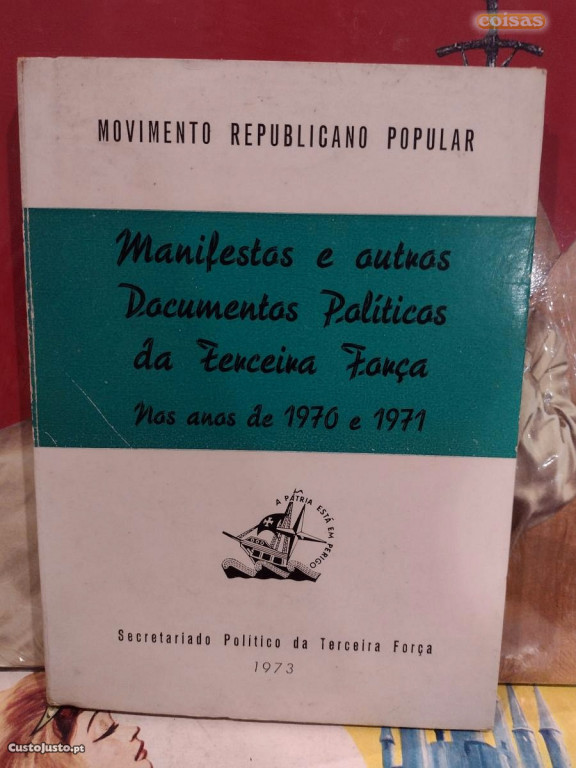 coisas
MOVIMENTO REPUBLICANO POPULAR
Manifestos e outros
Documentos Políticos
da Terceira Força
Nos anos de 1970 e 1971
A PÁTRIA ESTÁ EM PERIGO
Secretariado Político da Terceira Força
1973
CustoJusto.pt